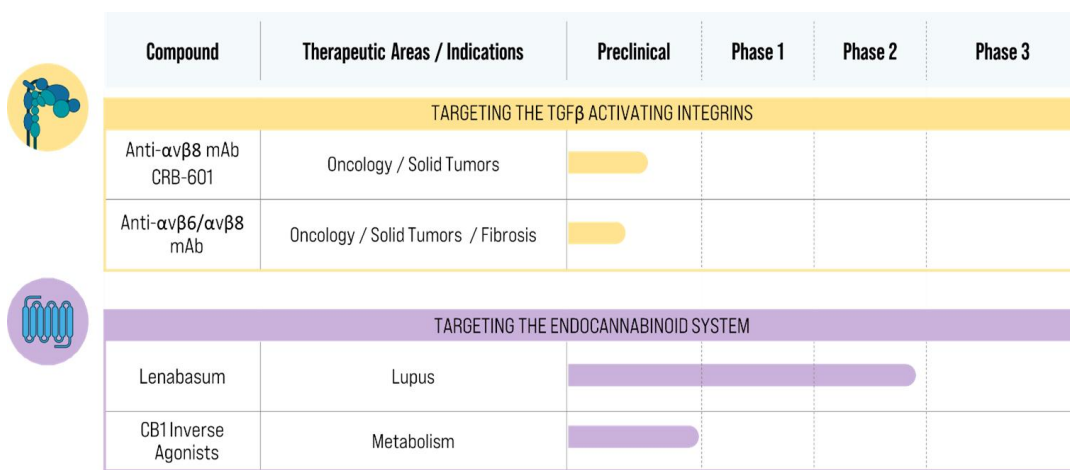 Compound Therapeutic Areas / Indications Preclinical Phase 1 Phase 2 Phase 3
TARGETING THE TGFβ ACTIVATING INTEGRINS
Anti-αvβ8 mAb
CRB-601
Oncology / Solid Tumors
Anti-αvβ6/αvβ8
mAb
Oncology / Solid Tumors / Fibrosis
TARGETING THE ENDOCANNABINOID SYSTEM
Lenabasum Lupus
CB1 Inverse
Agonists
Metabolism